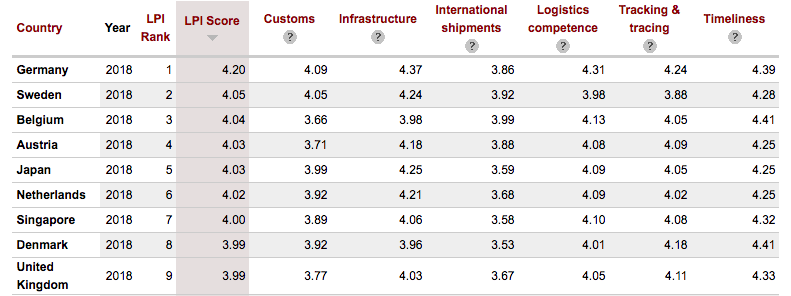 Country Year LPI Rank LPI Score Customs ? Infrastructure ? International shipments ? Logistics competence ? Tracking & tracing ? Timeliness ?
Germany 2018 1 4.20 4.09 4.37 3.86 4.31 4.24 4.39
Sweden 2018 2 4.05 4.05 4.24 3.92 3.98 3.88 4.28
Belgium 2018 3 4.04 3.66 3.98 3.99 4.13 4.05 4.41
Austria 2018 4 4.03 3.71 4.18 3.88 4.08 4.09 4.25
Japan 2018 5 4.03 3.99 4.25 3.59 4.09 4.05 4.25
Netherlands 2018 6 4.02 3.92 4.21 3.68 4.09 4.02 4.25
Singapore 2018 7 4.00 3.89 4.06 3.58 4.10 4.08 4.32
Denmark 2018 8 3.99 3.92 3.96 3.53 4.01 4.18 4.41
United Kingdom 2018 9 3.99 3.77 4.03 3.67 4.05 4.11 4.33